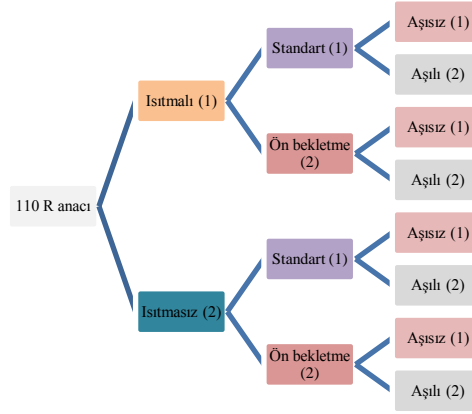 110 R anacı
Isıtmalı (1)
Standart (1)
Aşısız (1)
Aşılı (2)
Ön bekletme
(2)
Aşısız (1)
Aşılı (2)
Isıtmasız (2)
Standart (1)
Aşısız (1)
Aşılı (2)
Ön bekletme
(2)
Aşısız (1)
Aşılı (2)